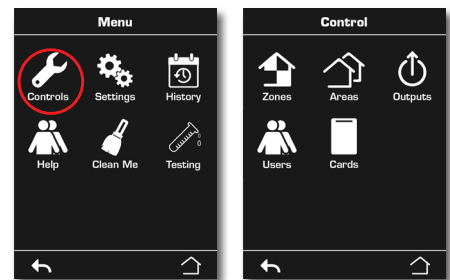 Menu
Controls Settings History
Help Clean Me Testing
Control
Zones Areas Outputs
Users Cards